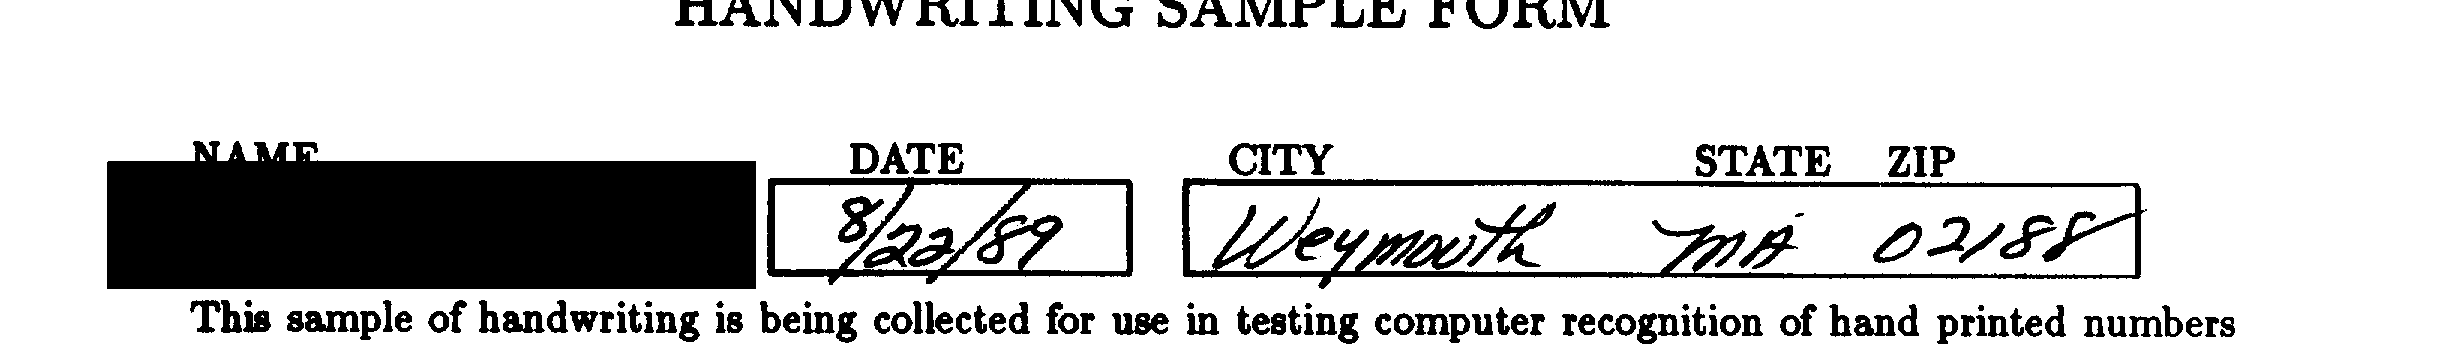 HANDWRITING SAMPLE FORM
NAME DATE CITY STATE ZIP
8/22/89 Weymouth MA 02188
This sample of handwriting is being collected for use in testing computer recognition of hand printed numbers